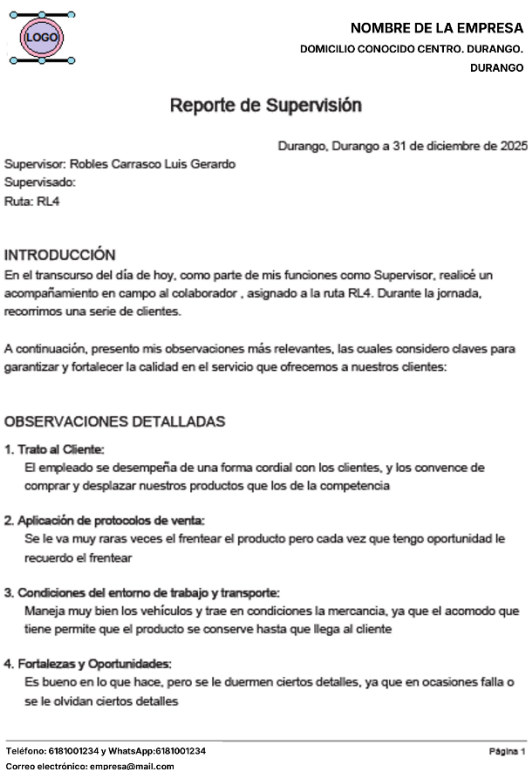 LOGO
NOMBRE DE LA EMPRESA
DOMICILIO CONOCIDO CENTRO. DURANGO.
DURANGO
Reporte de Supervisión
Durango, Durango a 31 de diciembre de 2025
Supervisor: Robles Carrasco Luis Gerardo
Supervisado:
Ruta: RL4
INTRODUCCIÓN
En el transcurso del día de hoy, como parte de mis funciones como Supervisor, realicé un
acompañamiento en campo al colaborador , asignado a la ruta RL4. Durante la jornada,
recorrimos una serie de clientes.
A continuación, presento mis observaciones más relevantes, las cuales considero claves para
garantizar y fortalecer la calidad en el servicio que ofrecemos a nuestros clientes:
OBSERVACIONES DETALLADAS
1. Trato al Cliente:
El empleado se desempeña de una forma cordial con los clientes, y los convence de
comprar y desplazar nuestros productos que los de la competencia
2. Aplicación de protocolos de venta:
Se le va muy raras veces el frentear el producto pero cada vez que tengo oportunidad le
recuerdo el frentear
3. Condiciones del entorno de trabajo y transporte:
Maneja muy bien los vehículos y trae en condiciones la mercancia, ya que el acomodo que
tiene permite que el producto se conserve hasta que llega al cliente
4. Fortalezas y Oportunidades:
Es bueno en lo que hace, pero se le duermen ciertos detalles, ya que en ocasiones falla o
se le olvidan ciertos detalles
Teléfono: 6181001234 y WhatsApp:6181001234
Página 1
Correo electrónico: empresa@mail.com